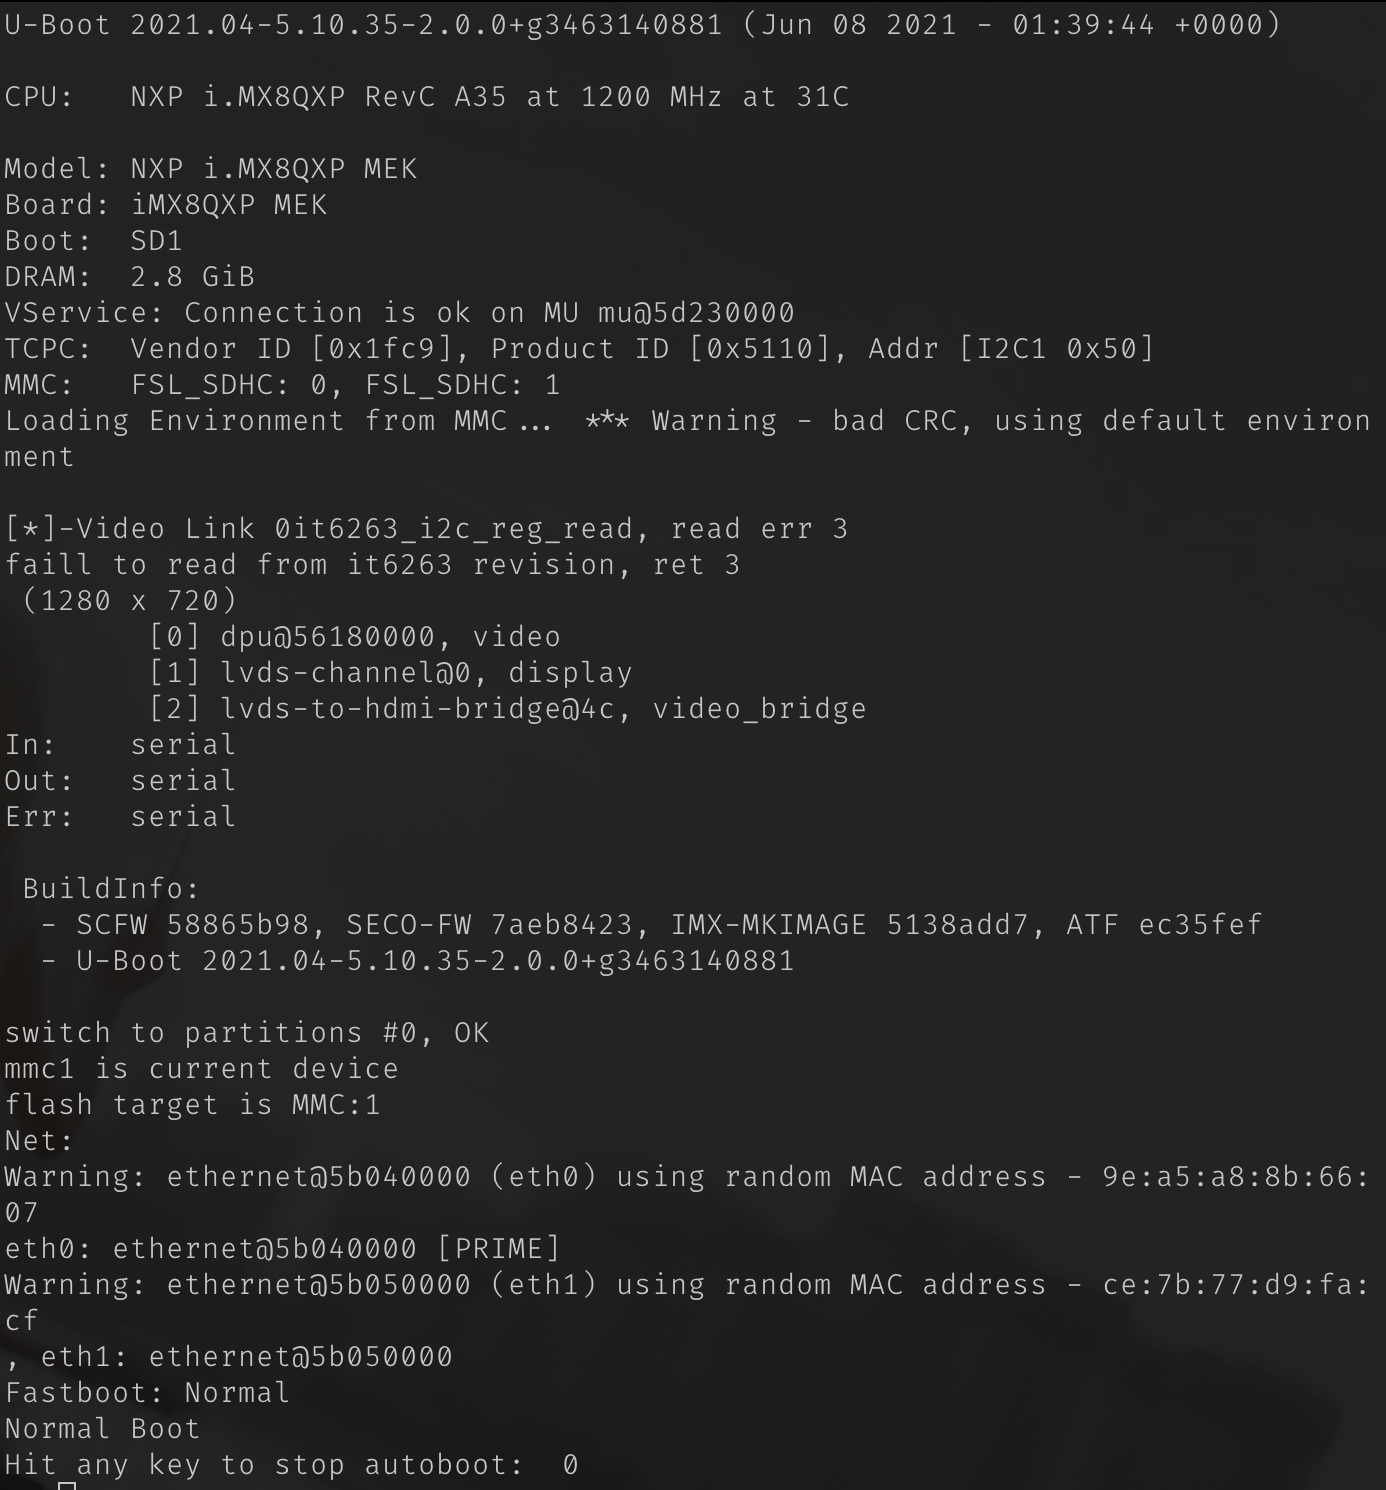 U-Boot 2021.04-5.10.35-2.0.0+g3463140881 (Jun 08 2021 - 01:39:44 +0000)
CPU:   NXP i.MX8QXP RevC A35 at 1200 MHz at 31C
Model: NXP i.MX8QXP MEK
Board: iMX8QXP MEK
Boot:  SD1
DRAM:  2.8 GiB
VService: Connection is ok on MU mu@5d230000
TCPC:  Vendor ID [0x1fc9], Product ID [0x5110], Addr [I2C1 0x50]
MMC:   FSL_SDHC: 0, FSL_SDHC: 1
Loading Environment from MMC... *** Warning - bad CRC, using default environ
ment
[*]-Video Link 0it6263_i2c_reg_read, read err 3
faill to read from it6263 revision, ret 3
 (1280 x 720)
        [0] dpu@56180000, video
        [1] lvds-channel@0, display
        [2] lvds-to-hdmi-bridge@4c, video_bridge
In:    serial
Out:   serial
Err:   serial
 BuildInfo:
  - SCFW 58865b98, SECO-FW 7aeb8423, IMX-MKIMAGE 5138add7, ATF ec35fef
  - U-Boot 2021.04-5.10.35-2.0.0+g3463140881
switch to partitions #0, OK
mmc1 is current device
flash target is MMC:1
Net:
Warning: ethernet@5b040000 (eth0) using random MAC address - 9e:a5:a8:8b:66:
07
eth0: ethernet@5b040000 [PRIME]
Warning: ethernet@5b050000 (eth1) using random MAC address - ce:7b:77:d9:fa:
cf
, eth1: ethernet@5b050000
Fastboot: Normal
Normal Boot
Hit any key to stop autoboot:  0